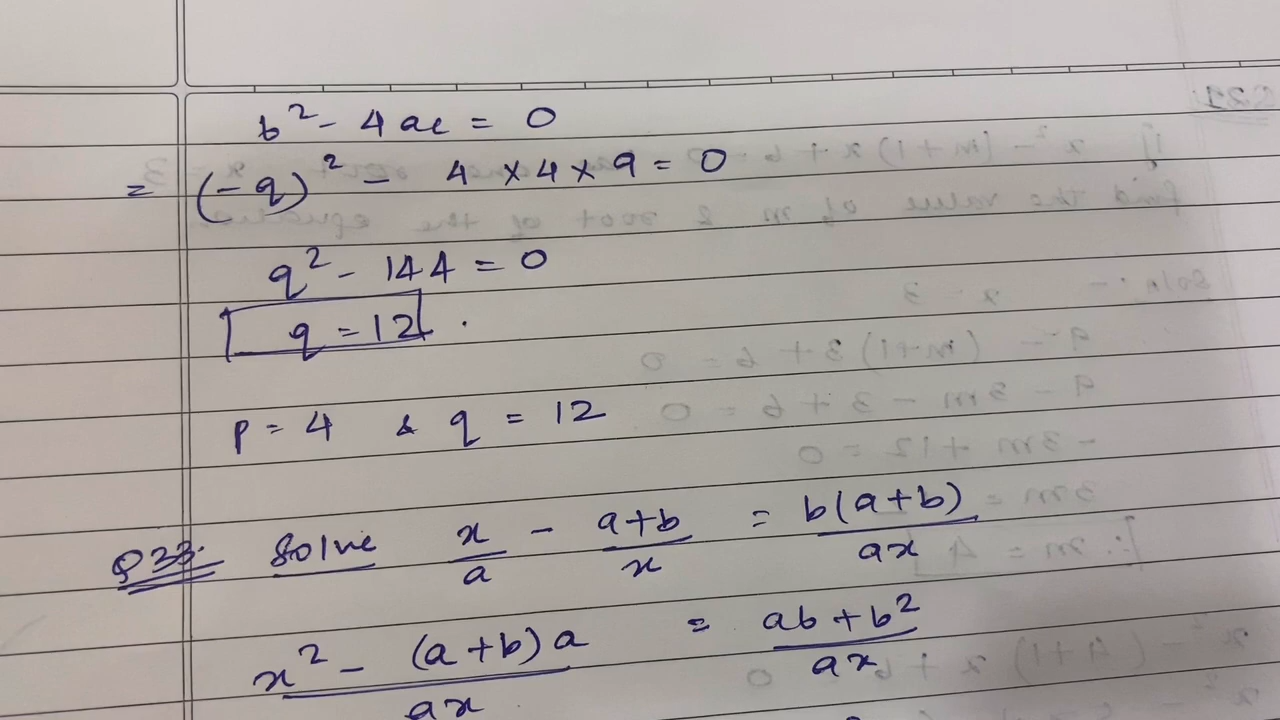 b² - 4ac = 0
= (-q)² - 4 × 4 × 9 = 0
q² - 144 = 0
q = 12.
p = 4 & q = 12
Q 33. Solve x/a - a+b/x = b(a+b)/ax
x² - (a+b)a/ax = ab+b²/ax